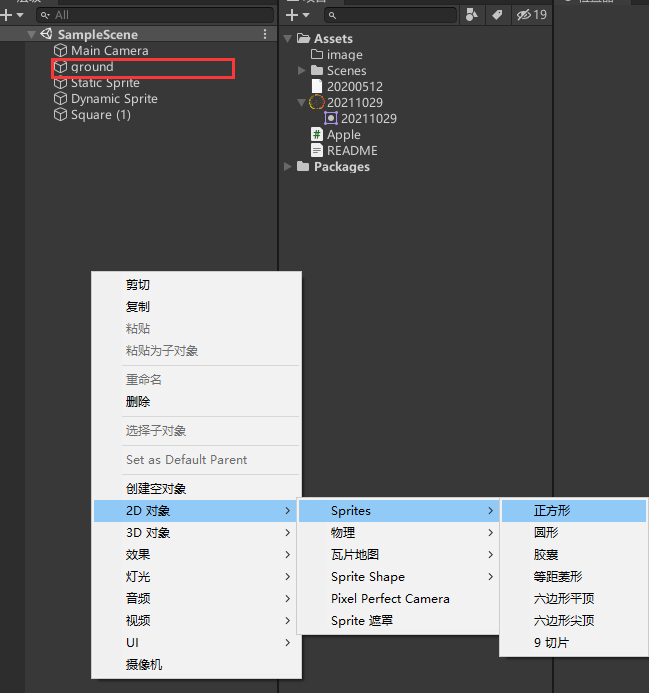 All
SampleScene
Main Camera
ground
Static Sprite
Dynamic Sprite
Square (1)
19
Assets
image
Scenes
20200512
20211029
20211029
Apple
README
Packages
剪切
复制
粘贴
粘贴为子对象
重命名
删除
选择子对象
Set as Default Parent
创建空对象
2D 对象
3D 对象
效果
灯光
音频
视频
UI
摄像机
Sprites
物理
瓦片地图
Sprite Shape
Pixel Perfect Camera
Sprite 遮罩
正方形
圆形
胶囊
等距菱形
六边形平顶
六边形尖顶
9 切片